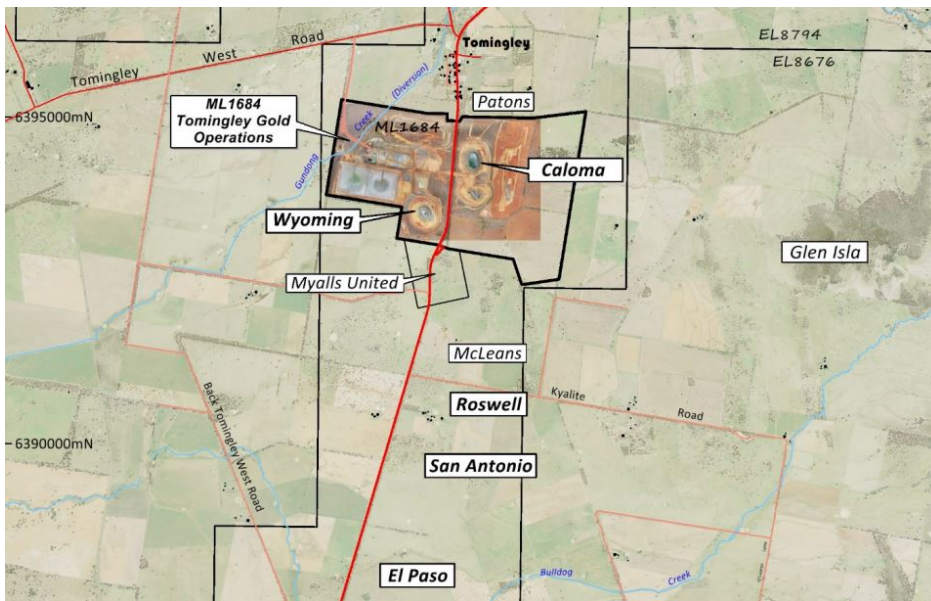 EL8794
EL8676
Tomingley
Tomingley West Road
Patons
6395000mN
ML1684
Tomingley Gold
Operations
Gundong Creek (Diversion)
ML1684
Caloma
Wyoming
Glen Isla
Myalls United
McLeans
Kyalite Road
Roswell
Back Tomingley West Road
6390000mN
San Antonio
El Paso
Bulldog Creek